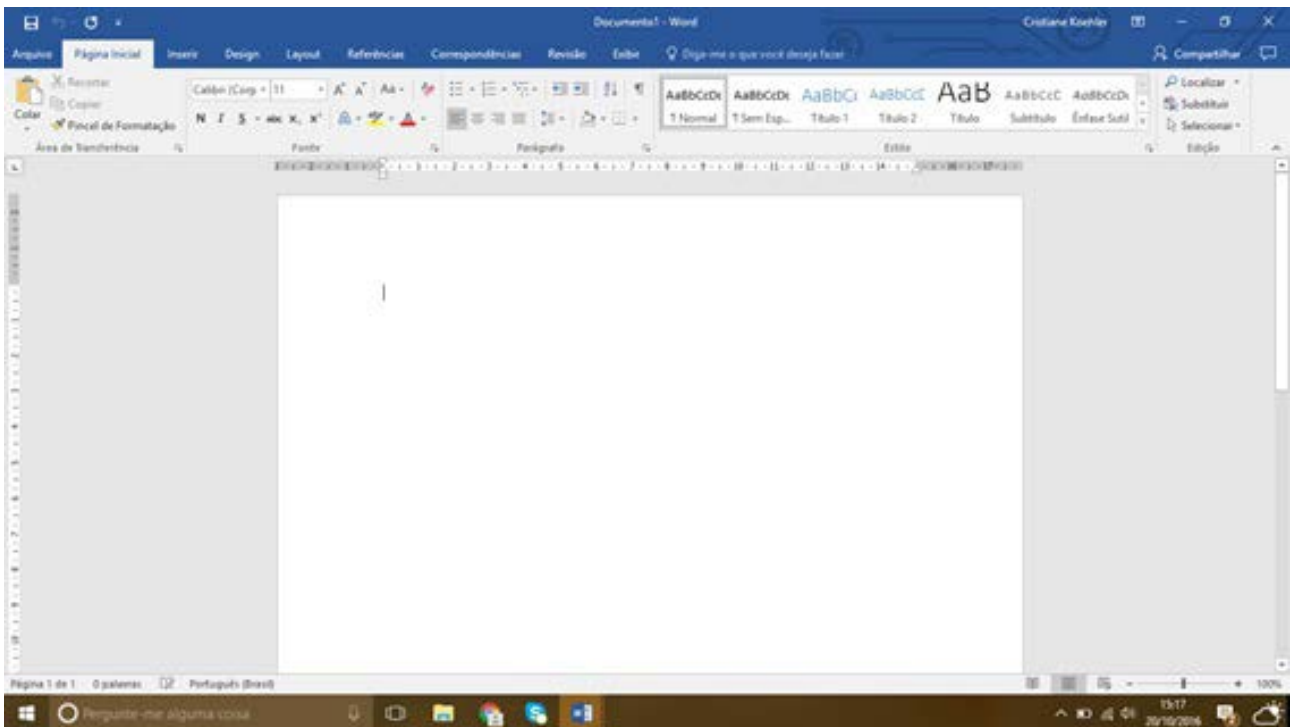 Documento1 - Word
Cristiane Koehler
Arquivo Página Inicial Inserir Design Layout Referências Correspondências Revisão Exibir Diga-me o que você deseja fazer Compartilhar
Recortar
Copiar
Pincel de Formatação
Colar
Calibri (Corp 11
N I S abc X, X'
AaBbCcDc AaBbCcDc AaBbCc AaBbCcC AaB AaBbCcC AaBbCcDc
¶ Normal ¶ Sem Esp... Título 1 Título 2 Título Subtítulo Ênfase Sutil
Localizar
Substituir
Selecionar
Área de Transferência Fonte Parágrafo Estilo Edição
Página 1 de 1 0 palavras Português (Brasil) 100%
Pergunte-me alguma coisa
15:17
20/10/2016